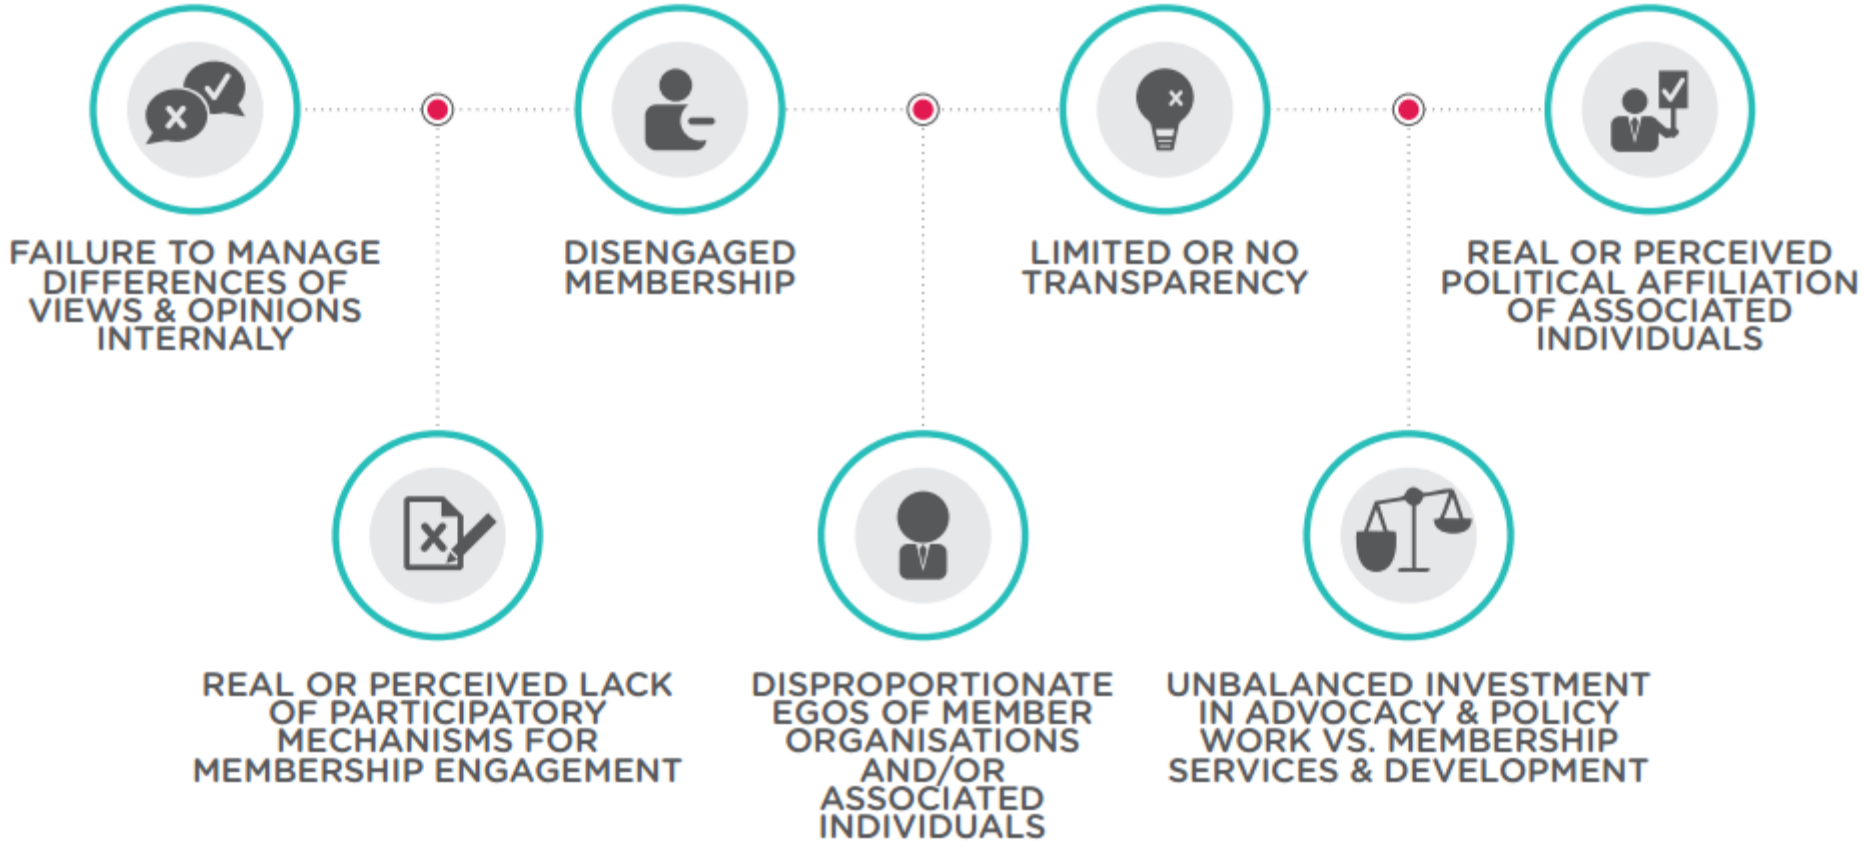 FAILURE TO MANAGE
DIFFERENCES OF
VIEWS & OPINIONS
INTERNALY
DISENGAGED
MEMBERSHIP
LIMITED OR NO
TRANSPARENCY
REAL OR PERCEIVED
POLITICAL AFFILIATION
OF ASSOCIATED
INDIVIDUALS
REAL OR PERCEIVED LACK
OF PARTICIPATORY
MECHANISMS FOR
MEMBERSHIP ENGAGEMENT
DISPROPORTIONATE
EGOS OF MEMBER
ORGANISATIONS
AND/OR
ASSOCIATED
INDIVIDUALS
UNBALANCED INVESTMENT
IN ADVOCACY & POLICY
WORK VS. MEMBERSHIP
SERVICES & DEVELOPMENT